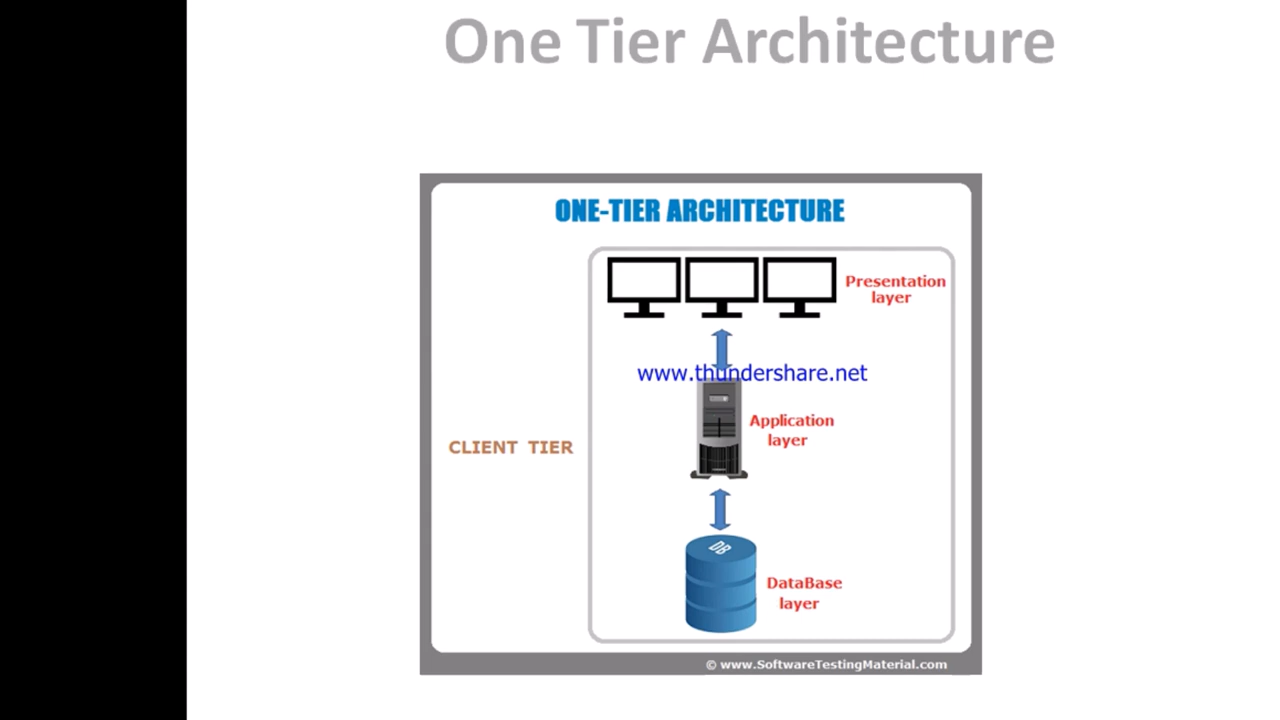 One Tier Architecture
ONE-TIER ARCHITECTURE
Presentation
layer
www.thundershare.net
Application
layer
CLIENT TIER
DB
DataBase
layer
© www.SoftwareTestingMaterial.com